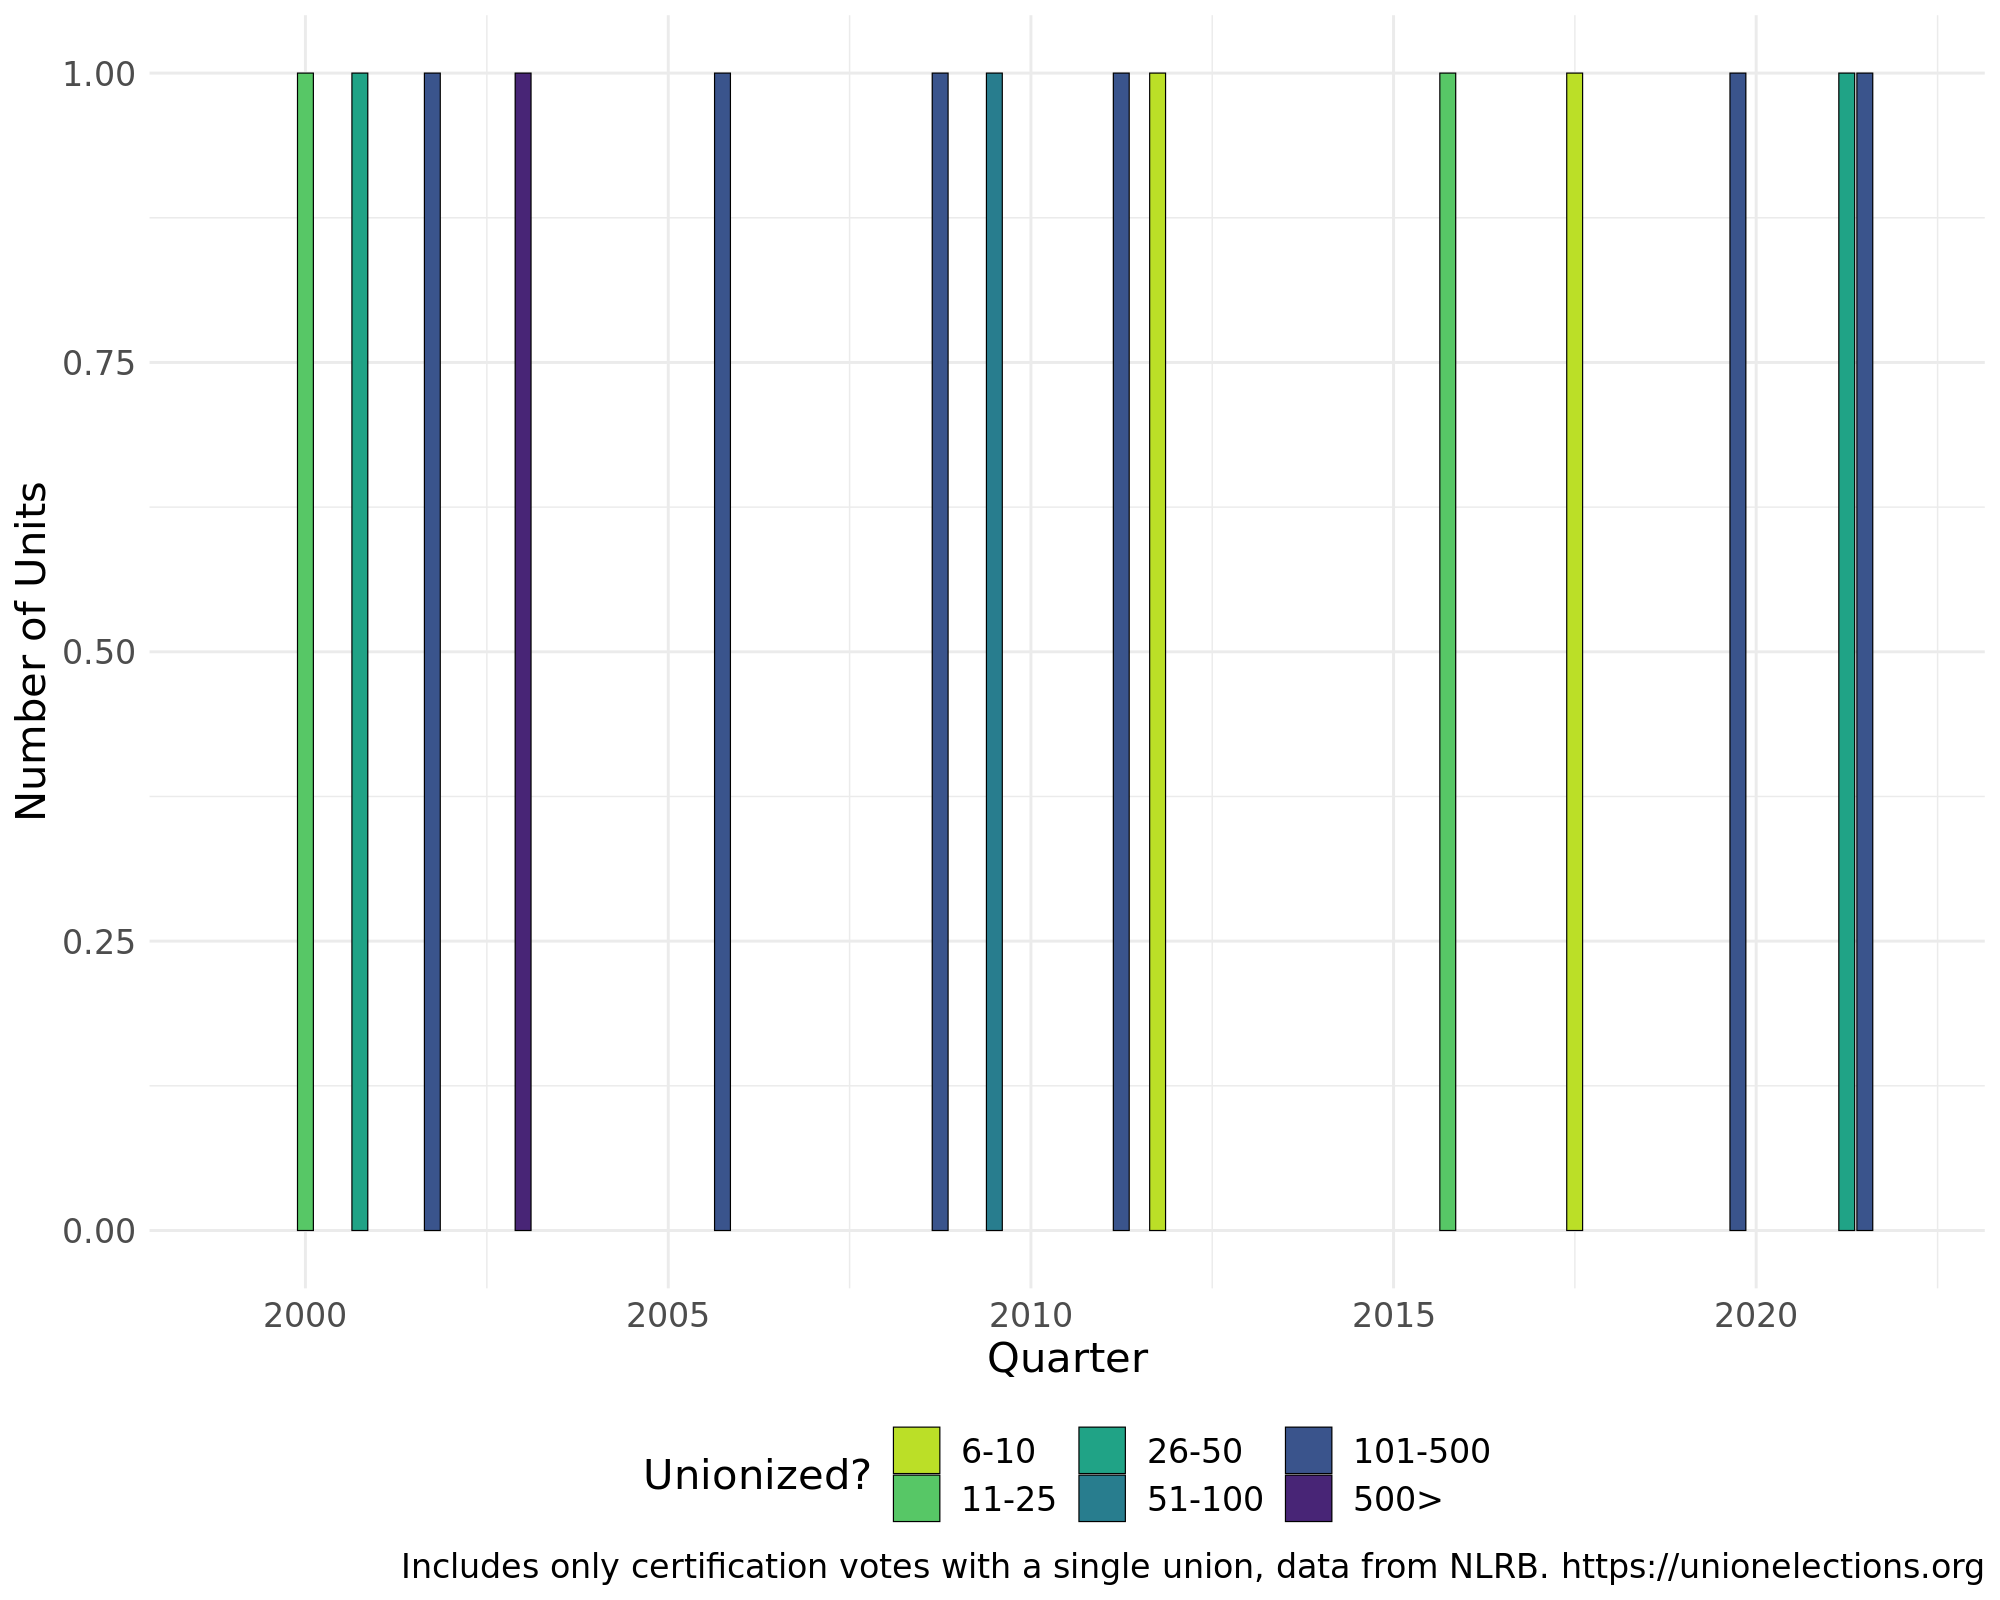 1.00
0.75
0.50
0.25
0.00
Number of Units
2000 2005 2010 2015 2020
Quarter
Unionized?
6-10 26-50 101-500
11-25 51-100 500>
Includes only certification votes with a single union, data from NLRB. https://unionelections.org